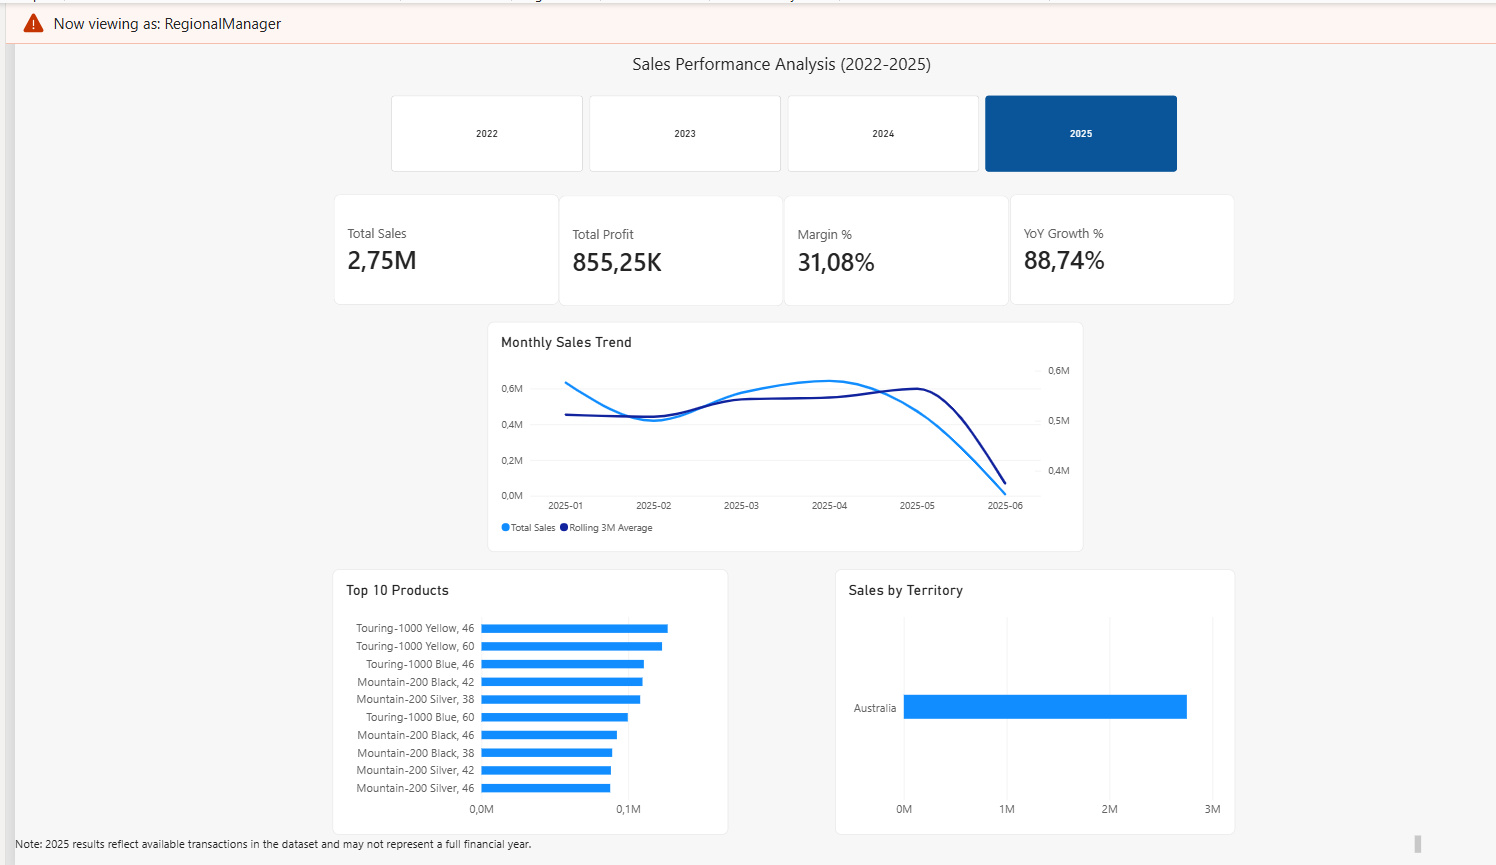 Now viewing as: RegionalManager
Sales Performance Analysis (2022-2025)
2022
2023
2024
2025
Total Sales
2,75M
Total Profit
855,25K
Margin %
31,08%
YoY Growth %
88,74%
Monthly Sales Trend
0,6M
0,4M
0,2M
0,0M
0,6M
0,5M
0,4M
2025-01
2025-02
2025-03
2025-04
2025-05
2025-06
Total Sales
Rolling 3M Average
Top 10 Products
Touring-1000 Yellow, 46
Touring-1000 Yellow, 60
Touring-1000 Blue, 46
Mountain-200 Black, 42
Mountain-200 Silver, 38
Touring-1000 Blue, 60
Mountain-200 Black, 46
Mountain-200 Black, 38
Mountain-200 Silver, 42
Mountain-200 Silver, 46
0,0M
0,1M
Sales by Territory
Australia
0M
1M
2M
3M
Note: 2025 results reflect available transactions in the dataset and may not represent a full financial year.